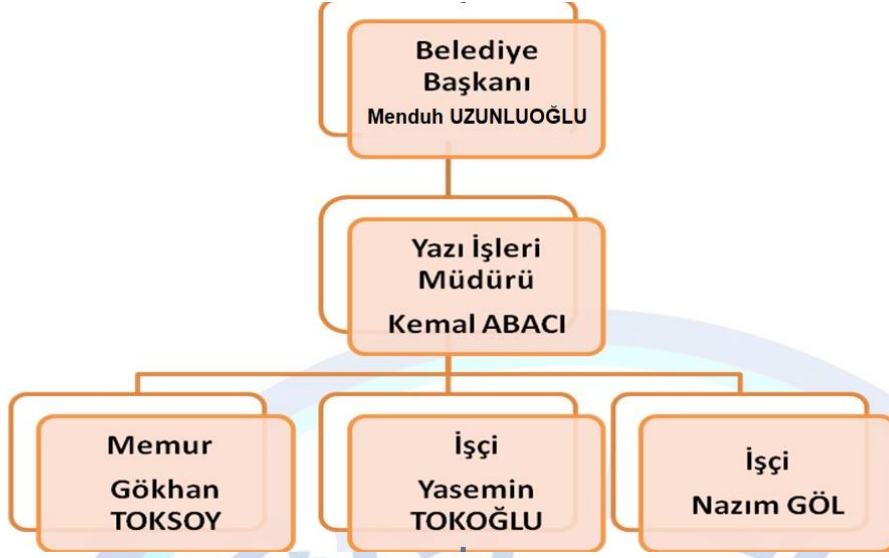 Belediye
Başkanı
Menduh UZUNLUOĞLU
Yazı İşleri
Müdürü
Kemal ABACI
Memur
Gökhan
TOKSOY
İşçi
Yasemin
TOKOĞLU
İşçi
Nazım GÖL